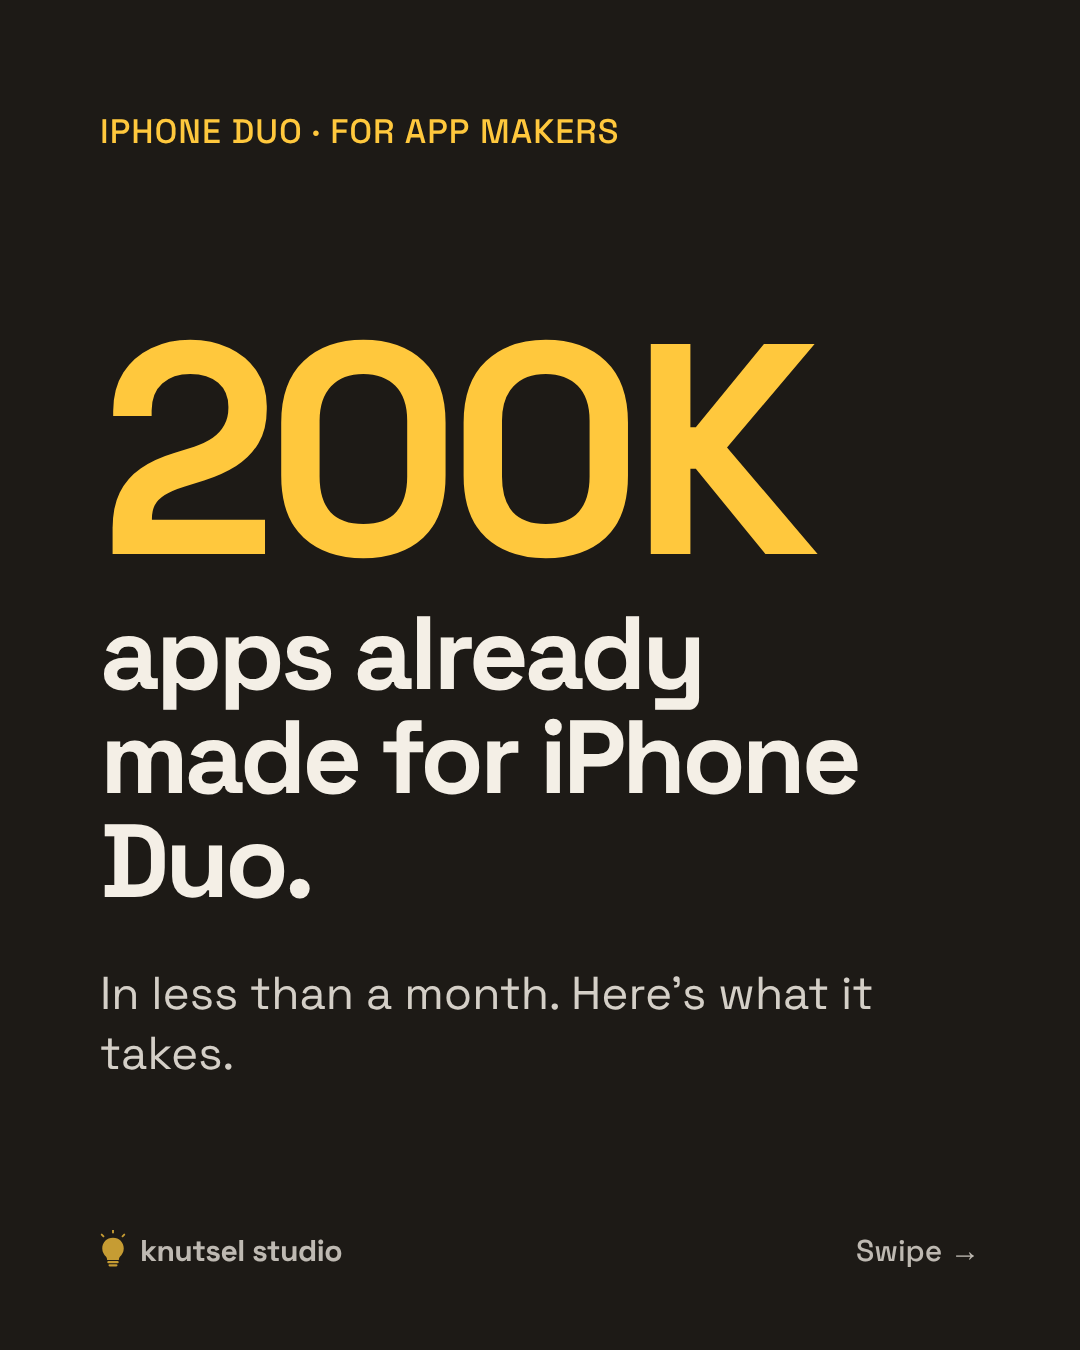 IPHONE DUO · FOR APP MAKERS
200K
apps already
made for iPhone
Duo.
In less than a month. Here’s what it
takes.
knutsel studio
Swipe →